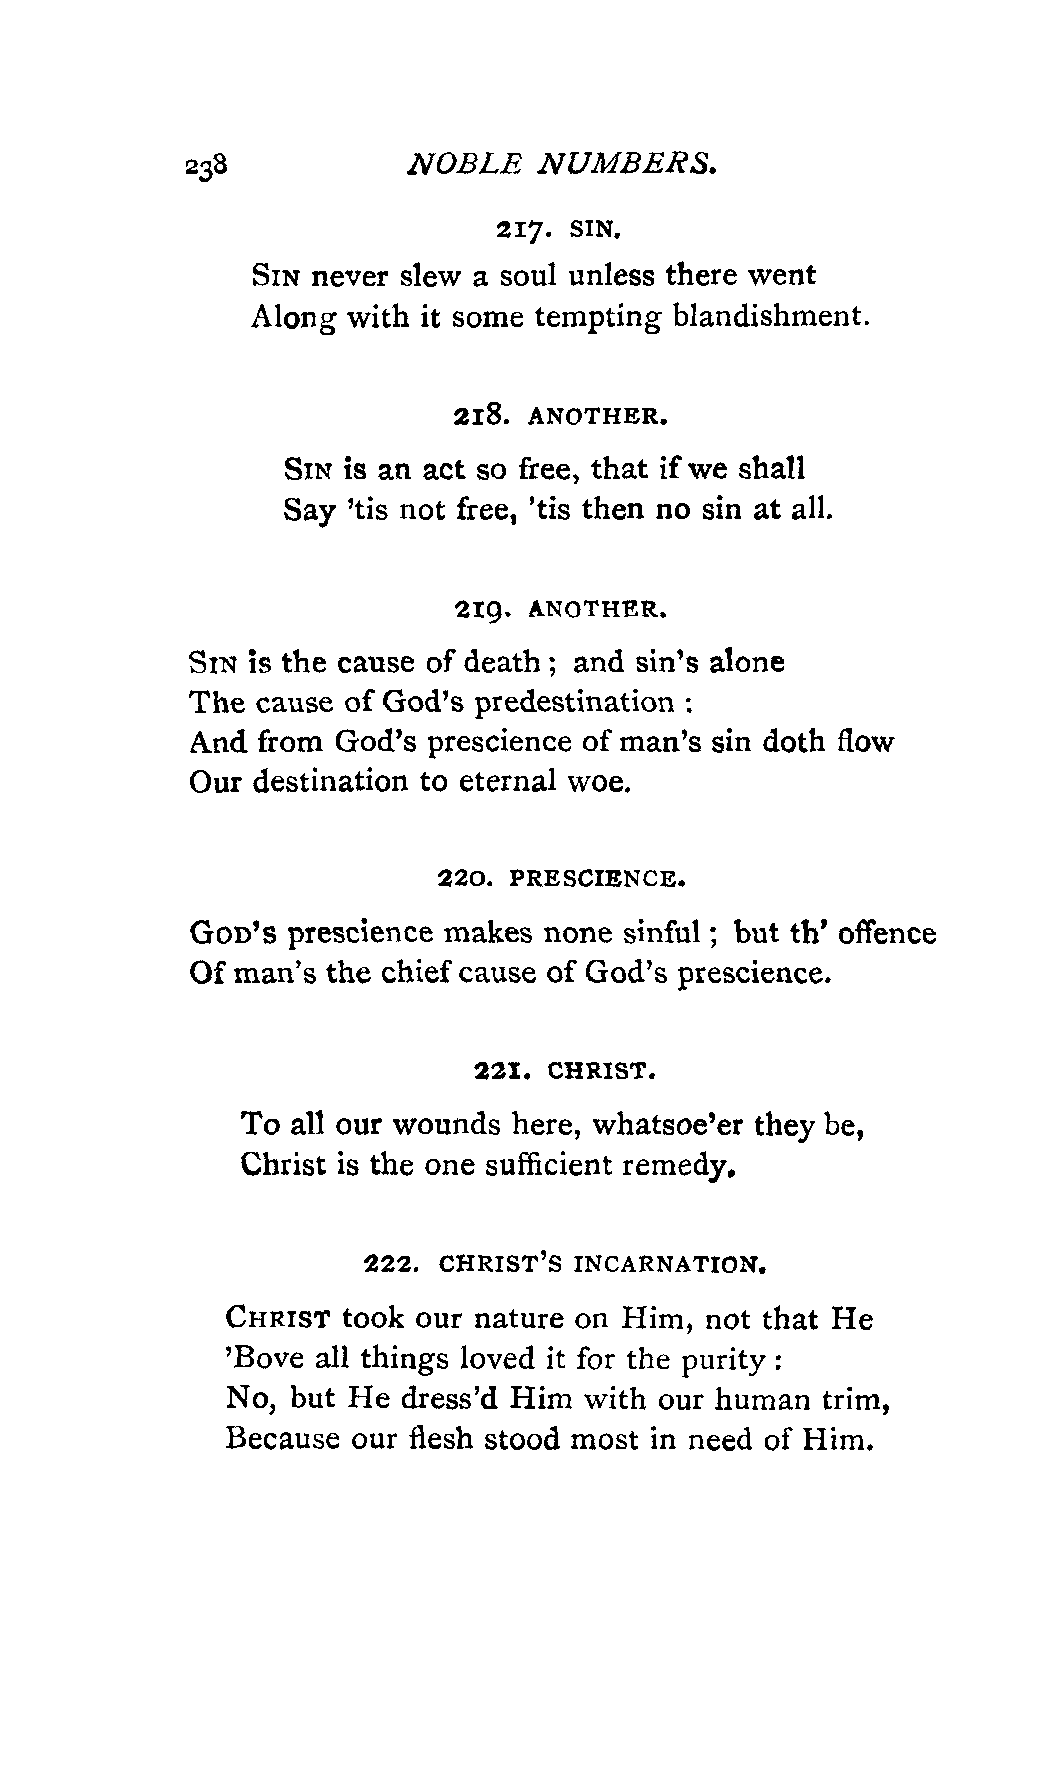 238 NOBLE NUMBERS.
217. SIN.
SIN never slew a soul unless there went
Along with it some tempting blandishment.
218. ANOTHER.
SIN is an act so free, that if we shall
Say 'tis not free, 'tis then no sin at all.
219. ANOTHER.
SIN is the cause of death ; and sin's alone
The cause of God's predestination :
And from God's prescience of man's sin doth flow
Our destination to eternal woe.
220. PRESCIENCE.
GOD'S prescience makes none sinful ; but th' offence
Of man's the chief cause of God's prescience.
221. CHRIST.
To all our wounds here, whatsoe'er they be,
Christ is the one sufficient remedy.
222. CHRIST'S INCARNATION.
CHRIST took our nature on Him, not that He
'Bove all things loved it for the purity :
No, but He dress'd Him with our human trim,
Because our flesh stood most in need of Him.